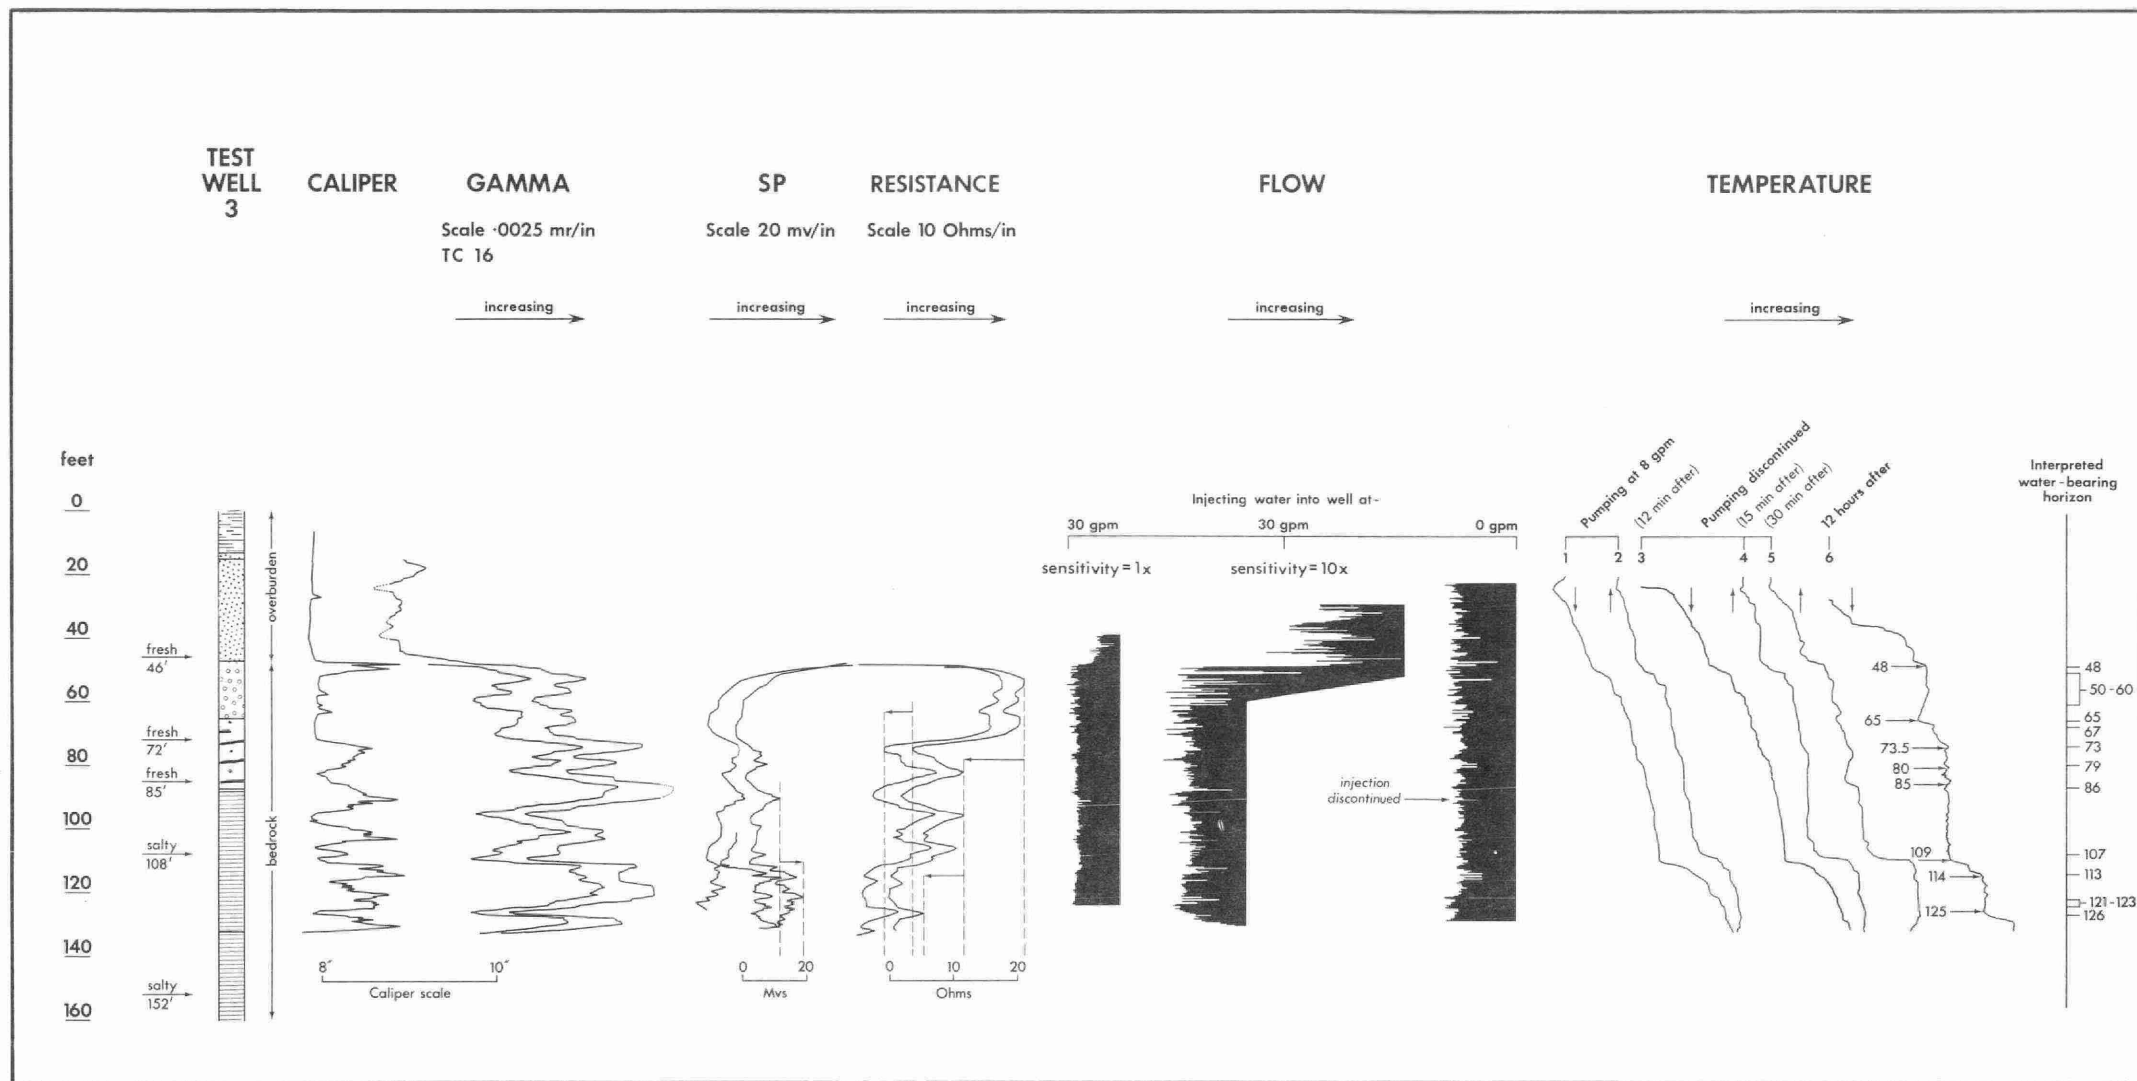 TEST
WELL
3
CALIPER
GAMMA
Scale ·0025 mr/in
TC 16
increasing
SP
Scale 20 mv/in
increasing
RESISTANCE
Scale 10 Ohms/in
increasing
FLOW
increasing
TEMPERATURE
increasing
feet
0
20
40
60
80
100
120
140
160
fresh
46'
fresh
72'
fresh
85'
salty
108'
salty
152'
overburden
bedrock
8"
10"
Caliper scale
0
20
Mvs
0
10
20
Ohms
Injecting water into well at-
30 gpm
30 gpm
0 gpm
sensitivity = 1x
sensitivity = 10x
injection
discontinued
Pumping at 8 gpm
(12 min after)
Pumping discontinued
(15 min after)
(30 min after)
12 hours after
1
2
3
4
5
6
48
65
73.5
80
85
109
114
125
Interpreted
water-bearing
horizon
48
50-60
65
67
73
79
86
107
113
121-123
126